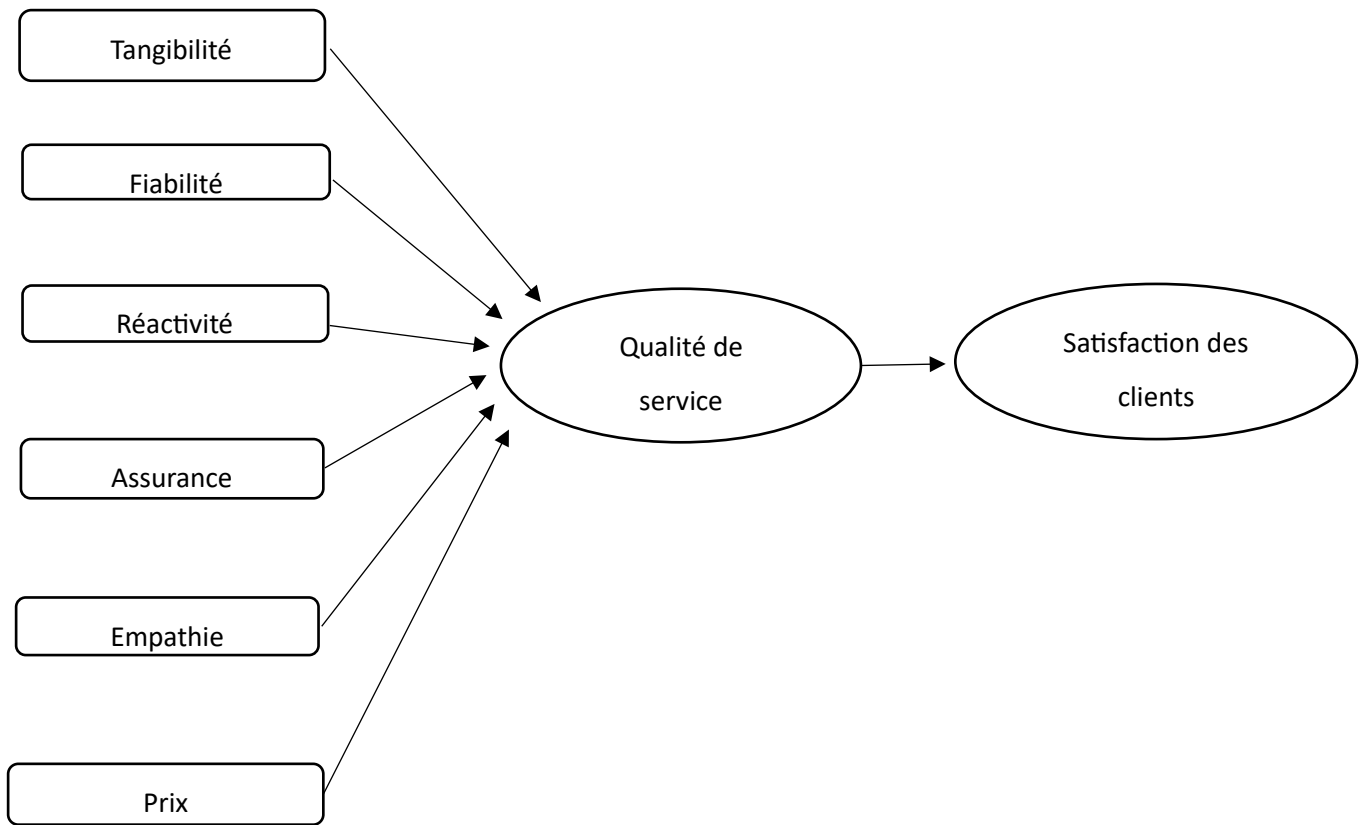 Tangibilité
Fiabilité
Réactivité
Qualité de
service
Satisfaction des
clients
Assurance
Empathie
Prix